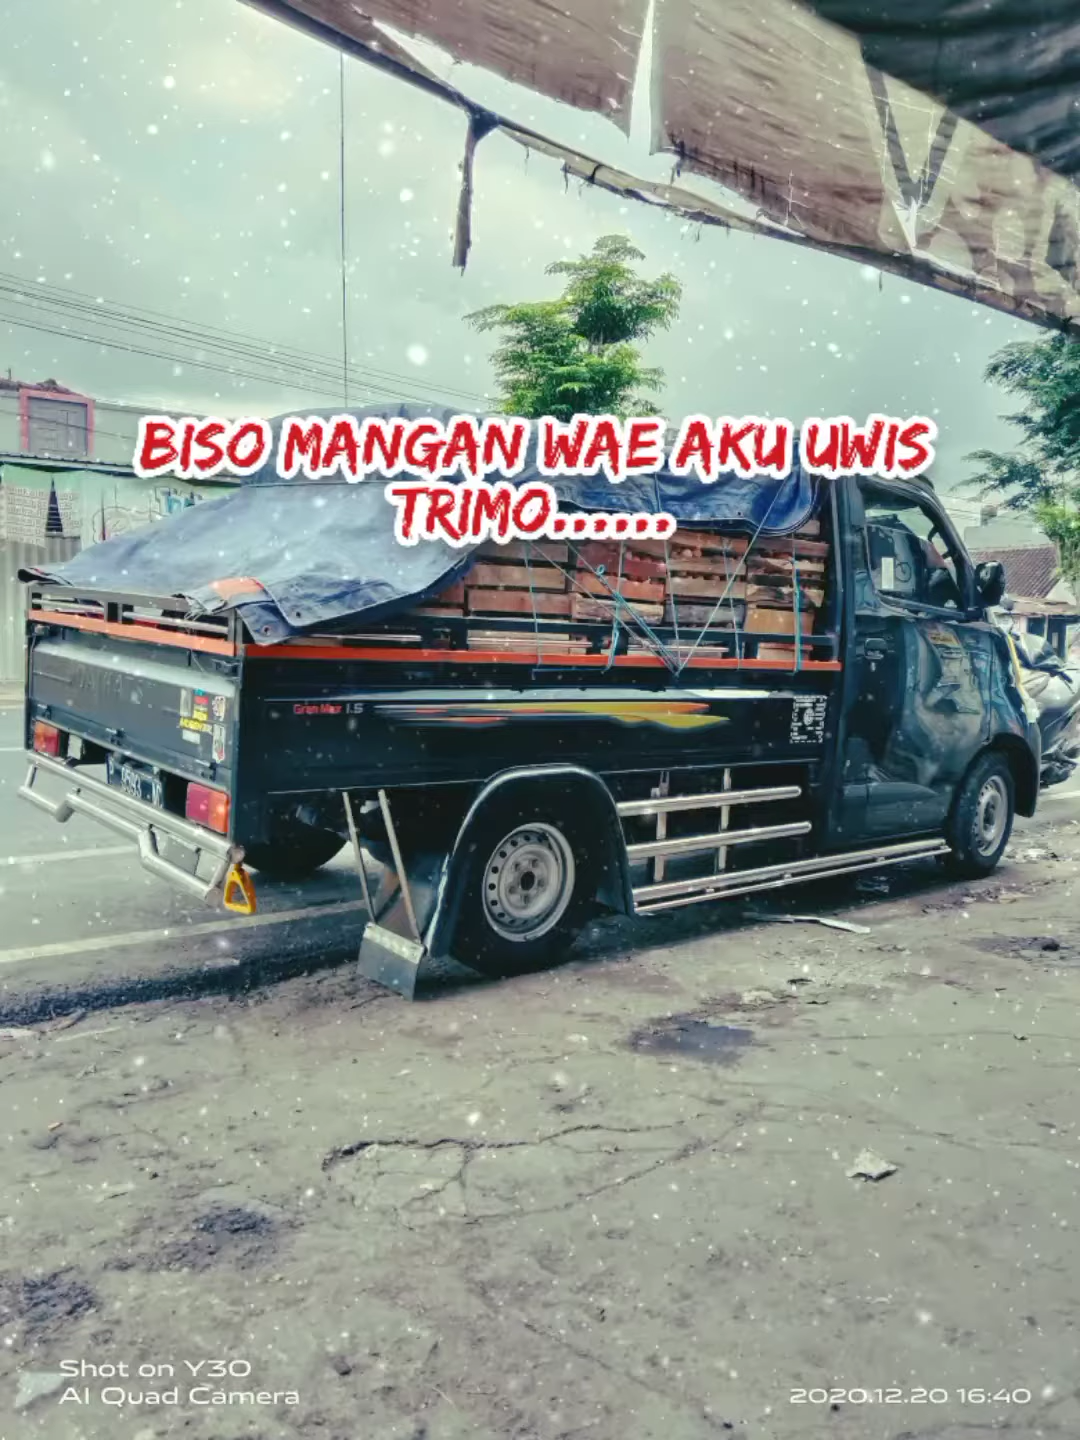 BISO MANGAN WAE AKU UWIS
TRIMO......
Gran Max 1.5
Shot on Y30
AI Quad Camera
2020.12.20 16:40